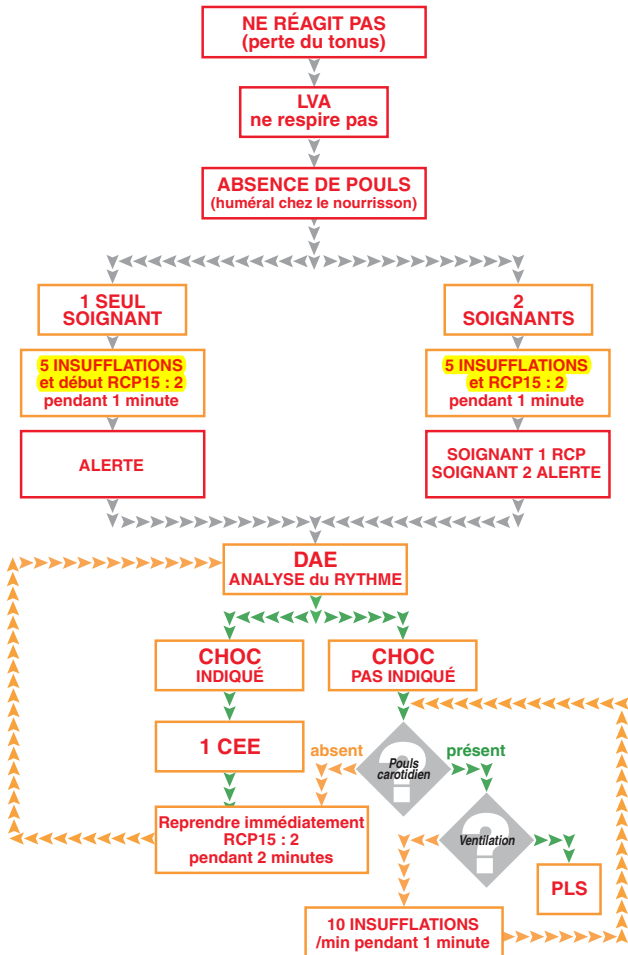 NE RÉAGIT PAS
(perte du tonus)
LVA
ne respire pas
ABSENCE DE POULS
(huméral chez le nourrisson)
1 SEUL
SOIGNANT
2
SOIGNANTS
5 INSUFFLATIONS
et début RCP15 : 2
pendant 1 minute
5 INSUFFLATIONS
et RCP15 : 2
pendant 1 minute
ALERTE
SOIGNANT 1 RCP
SOIGNANT 2 ALERTE
DAE
ANALYSE du RYTHME
CHOC
INDIQUÉ
CHOC
PAS INDIQUÉ
1 CEE
absent
?
Pouls
carotidien
présent
Reprendre immédiatement
RCP15 : 2
pendant 2 minutes
?
Ventilation
PLS
10 INSUFFLATIONS
/min pendant 1 minute